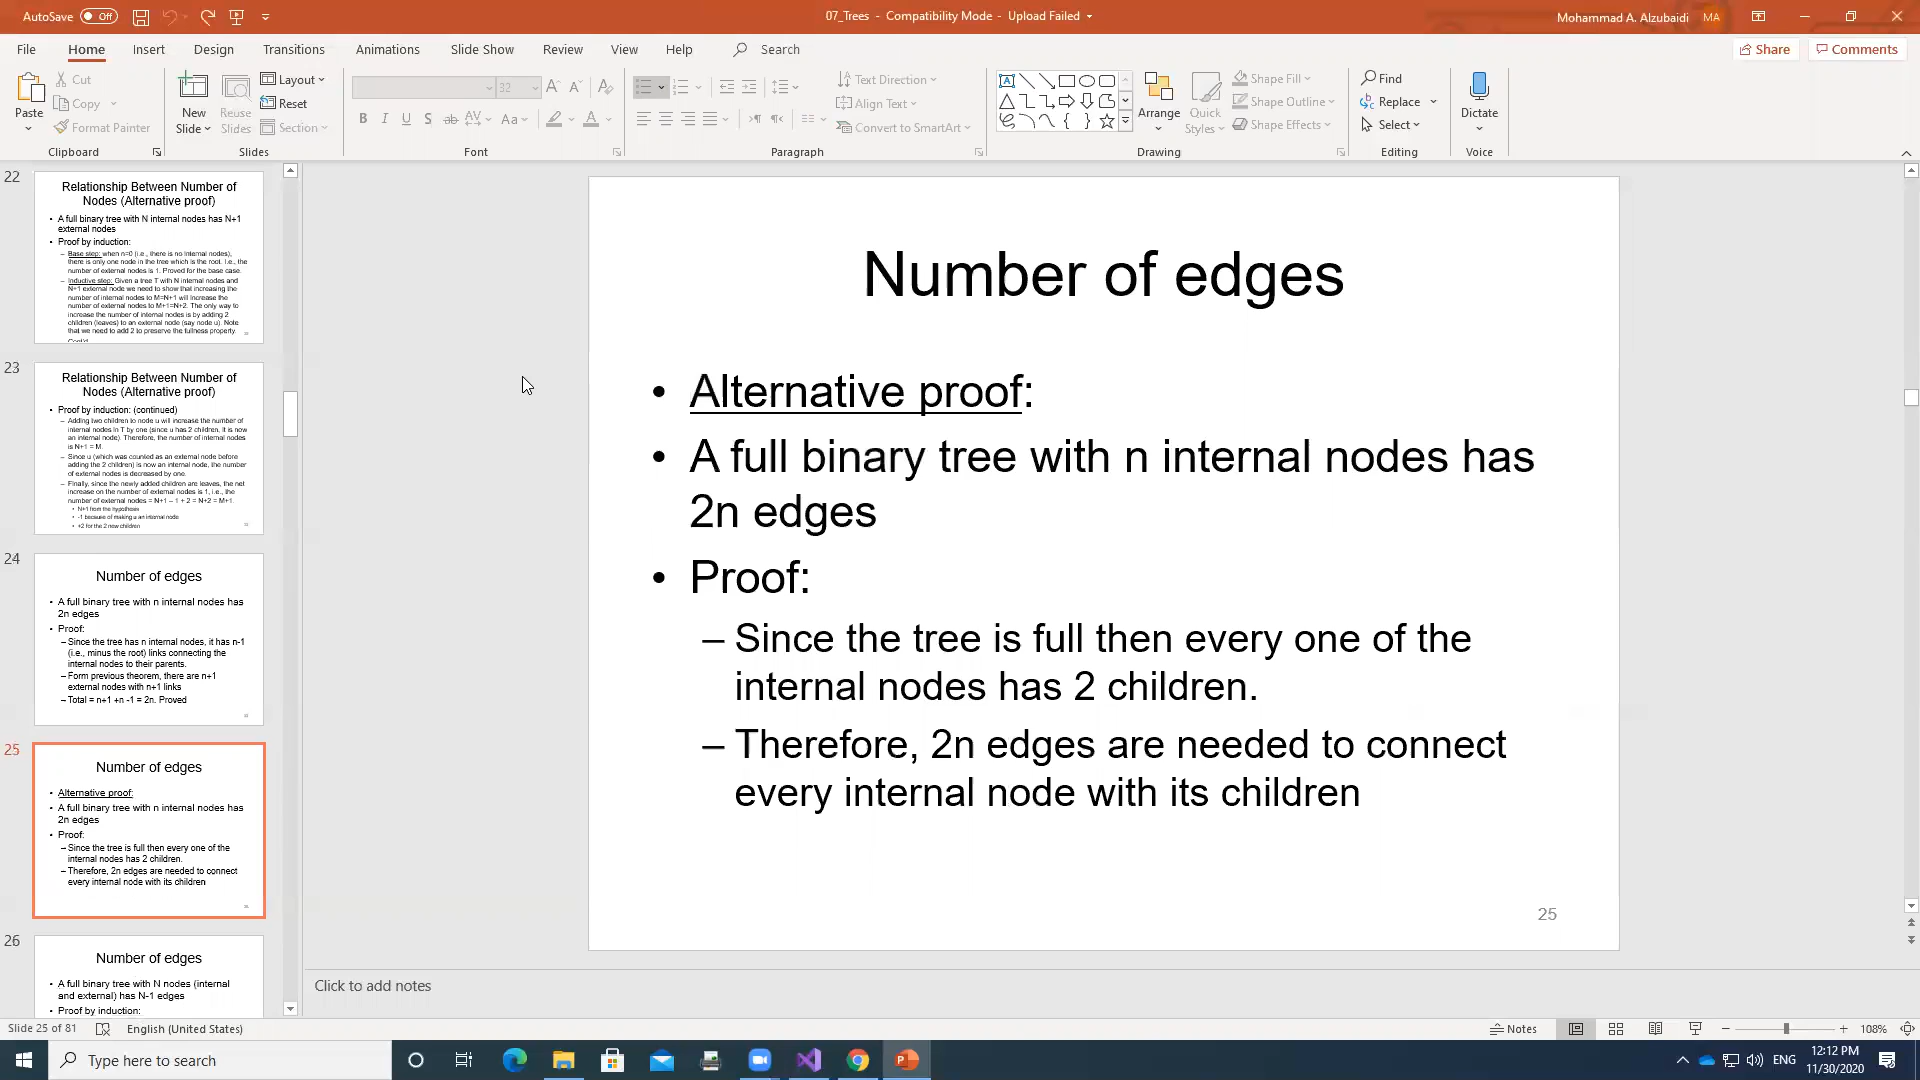 AutoSave Off
07_Trees - Compatibility Mode - Upload Failed
Mohammad A. Alzubaidi MA
File Home Insert Design Transitions Animations Slide Show Review View Help Search
Share Comments
Paste Cut Copy Format Painter
Clipboard
New Slide Reuse Slides Layout Reset Section
Slides
32
B I U S ab AV Aa A
Font
Text Direction
Align Text
Convert to SmartArt
Paragraph
Arrange Quick Styles Shape Fill Shape Outline Shape Effects
Drawing
Find
Replace
Select
Editing
Dictate
Voice
22
Relationship Between Number of
Nodes (Alternative proof)
• A full binary tree with N internal nodes has N+1
external nodes
• Proof by induction:
– Base step: when n=0 (i.e., there is no internal nodes),
there is only one node in the tree which is the root. I.e., the
number of external nodes is 1. Proved for the base case.
– Inductive step: Given a tree T with N internal nodes and
N+1 external node we need to show that increasing the
number of internal nodes to M=N+1 will increase the
number of external nodes to M+1=N+2. The only way to
increase the number of internal nodes is by adding 2
children (leaves) to an external node (say node u). Note
that we need to add 2 to preserve the fullness property.
23
Relationship Between Number of
Nodes (Alternative proof)
• Proof by induction: (continued)
– Adding two children to node u will increase the number of
internal nodes in T by one (since u has 2 children, it is now
an internal node). Therefore, the number of internal nodes
is N+1 = M.
– Since u (which was counted as an external node before
adding the 2 children) is now an internal node, the number
of external nodes is decreased by one.
– Finally, since the newly added children are leaves, the net
increase on the number of external nodes is 1, i.e., the
number of external nodes = N+1 – 1 + 2 = N+2 = M+1.
• N+1 from the hypothesis
• -1 because of making u an internal node
• +2 for the 2 new children
24
Number of edges
• A full binary tree with n internal nodes has
2n edges
• Proof:
– Since the tree has n internal nodes, it has n-1
(i.e., minus the root) links connecting the
internal nodes to their parents.
– Form previous theorem, there are n+1
external nodes with n+1 links
– Total = n+1 +n -1 = 2n. Proved
25
Number of edges
• Alternative proof:
• A full binary tree with n internal nodes has
2n edges
• Proof:
– Since the tree is full then every one of the
internal nodes has 2 children.
– Therefore, 2n edges are needed to connect
every internal node with its children
26
Number of edges
• A full binary tree with N nodes (internal
and external) has N-1 edges
• Proof by induction:
Number of edges
• Alternative proof:
• A full binary tree with n internal nodes has
2n edges
• Proof:
– Since the tree is full then every one of the
internal nodes has 2 children.
– Therefore, 2n edges are needed to connect
every internal node with its children
25
Click to add notes
Slide 25 of 81 English (United States)
Notes 108%
Type here to search
ENG
12:12 PM
11/30/2020